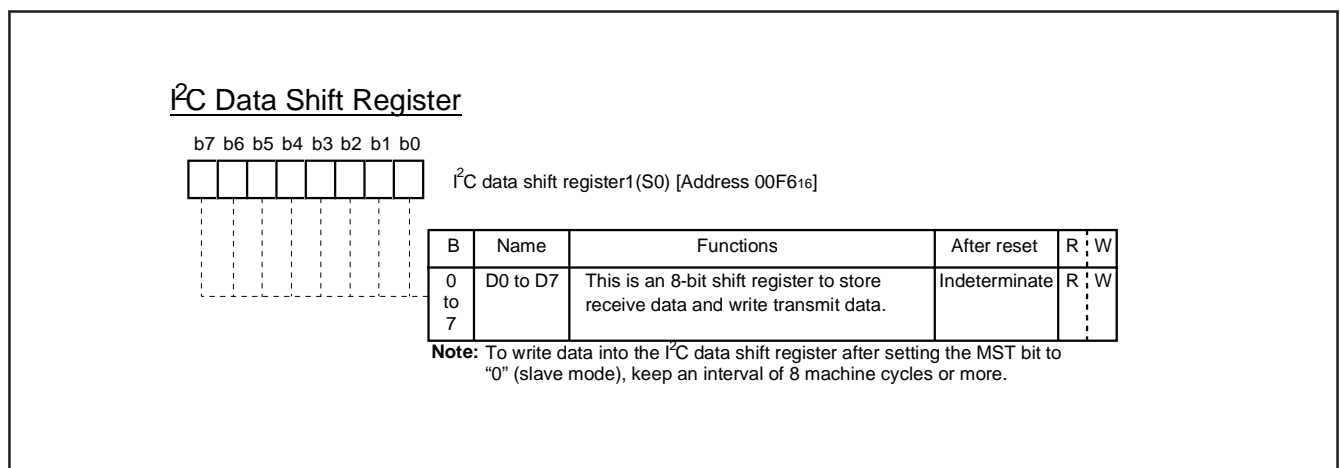 I²C Data Shift Register
b7 b6 b5 b4 b3 b2 b1 b0
I²C data shift register1(S0) [Address 00F6₁₆]
B Name Functions After reset R W
0 to 7 D0 to D7 This is an 8-bit shift register to store Indeterminate R W
receive data and write transmit data.
Note: To write data into the I²C data shift register after setting the MST bit to
“0” (slave mode), keep an interval of 8 machine cycles or more.